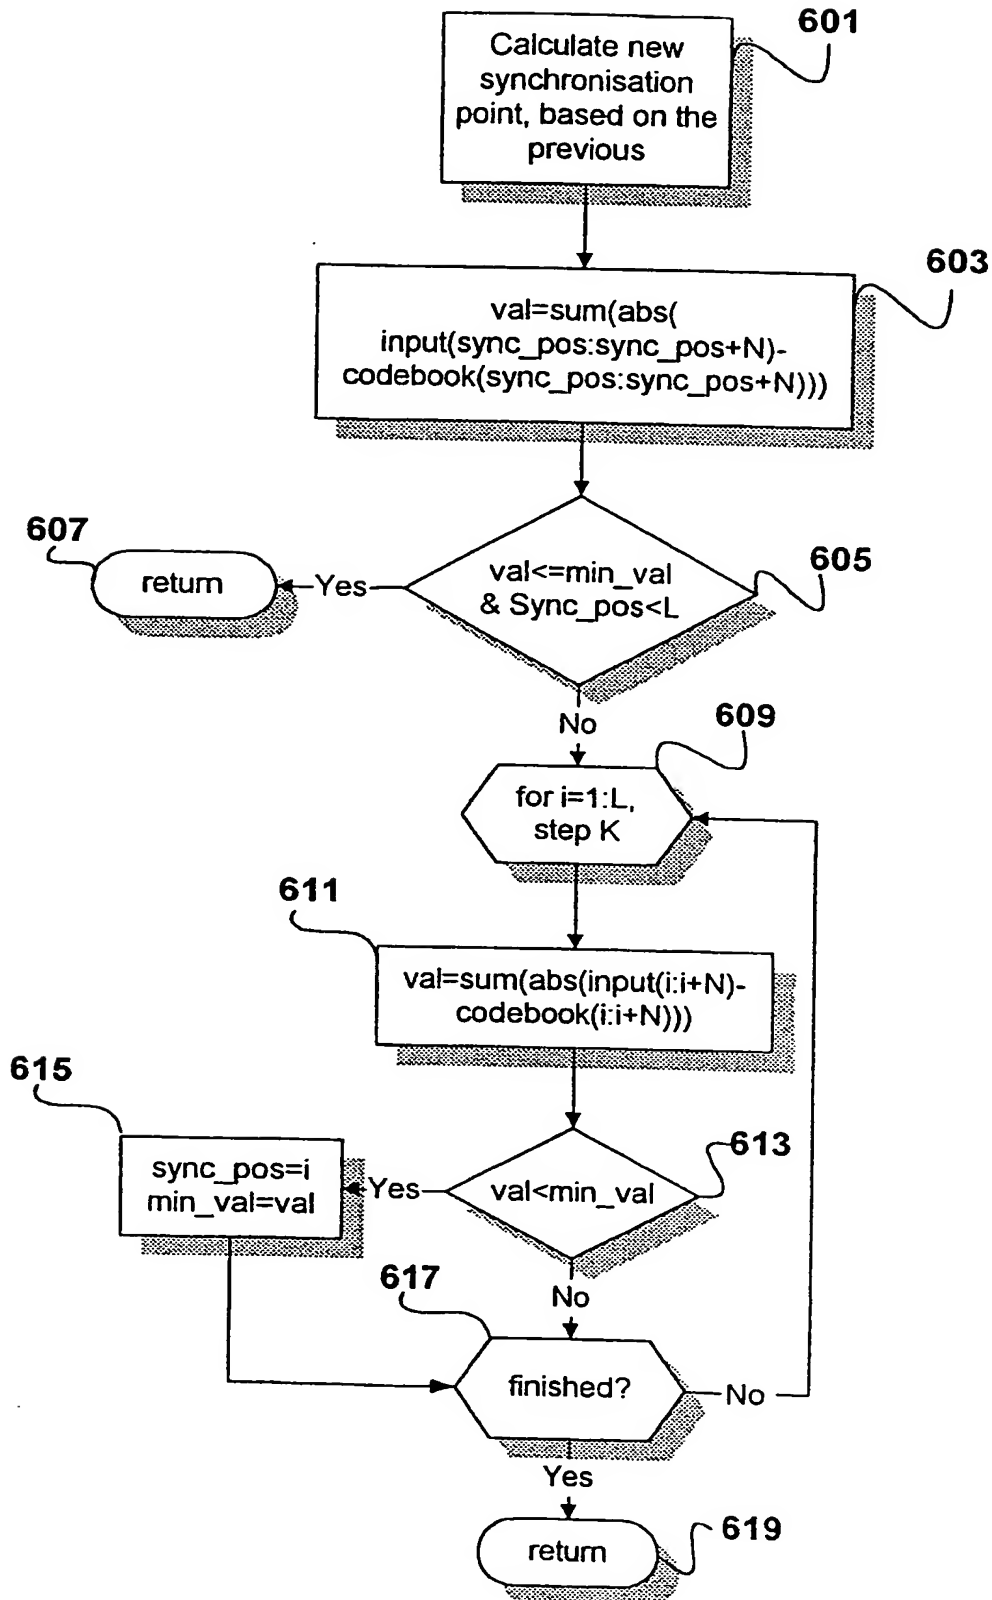 601
Calculate new
synchronisation
point, based on the
previous
603
val=sum(abs(
input(sync_pos:sync_pos+N)-
codebook(sync_pos:sync_pos+N)))
607
return
Yes
val<=min_val
& Sync_pos<L
605
No
609
for i=1:L,
step K
611
val=sum(abs(input(i:i+N)-
codebook(i:i+N)))
615
sync_pos=i
min_val=val
Yes
val<min_val
613
No
617
finished?
No
Yes
return
619